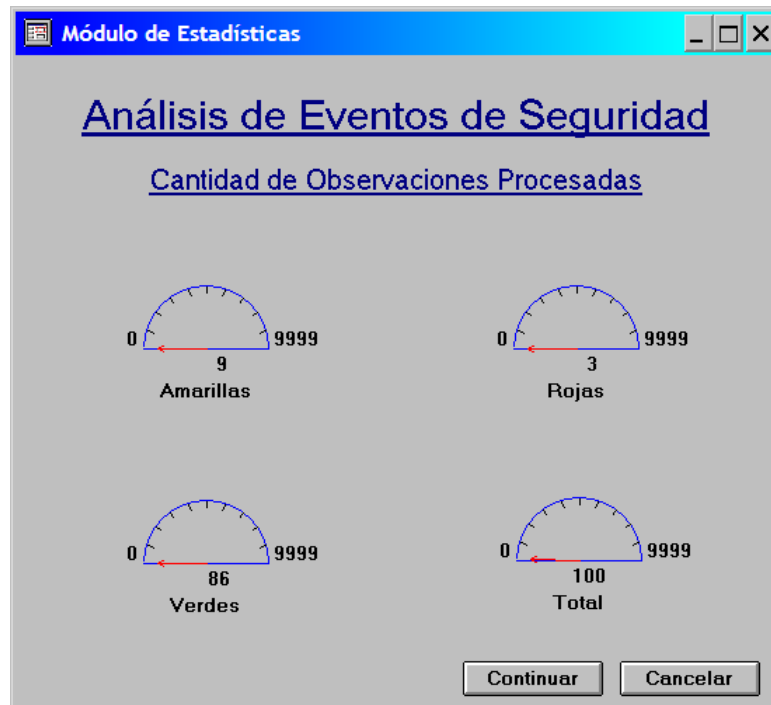 Módulo de Estadísticas
Análisis de Eventos de Seguridad
Cantidad de Observaciones Procesadas
0 9999
9
Amarillas
0 9999
3
Rojas
0 9999
86
Verdes
0 9999
100
Total
Continuar Cancelar